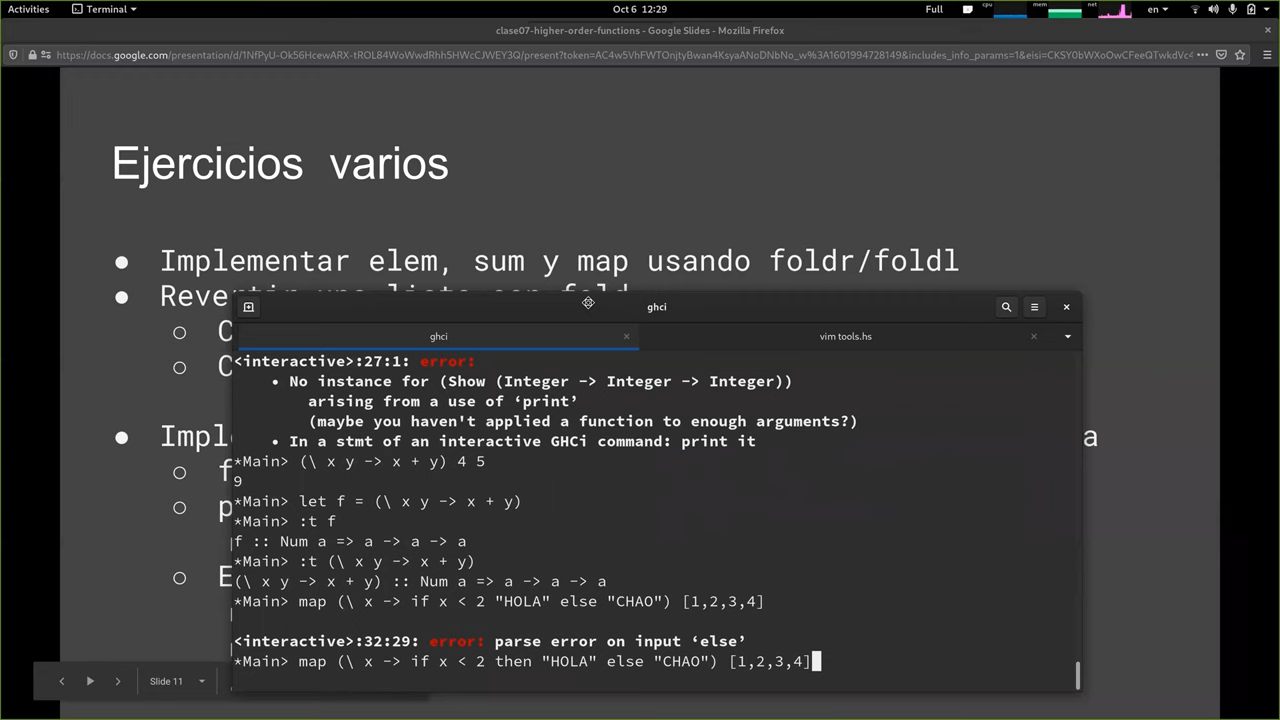 Activities Terminal Oct 6 12:29 Full cpu mem net en
clase07-higher-order-functions - Google Slides - Mozilla Firefox
Ejercicios varios
● Implementar elem, sum y map usando foldr/foldl
ghci
ghci vim tools.hs
<interactive>:27:1: error:
• No instance for (Show (Integer -> Integer -> Integer))
arising from a use of ‘print’
(maybe you haven't applied a function to enough arguments?)
• In a stmt of an interactive GHCi command: print it
*Main> (\ x y -> x + y) 4 5
9
*Main> let f = (\ x y -> x + y)
*Main> :t f
f :: Num a => a -> a -> a
*Main> :t (\ x y -> x + y)
(\ x y -> x + y) :: Num a => a -> a -> a
*Main> map (\ x -> if x < 2 "HOLA" else "CHAO") [1,2,3,4]
<interactive>:32:29: error: parse error on input ‘else’
*Main> map (\ x -> if x < 2 then "HOLA" else "CHAO") [1,2,3,4]
Slide 11